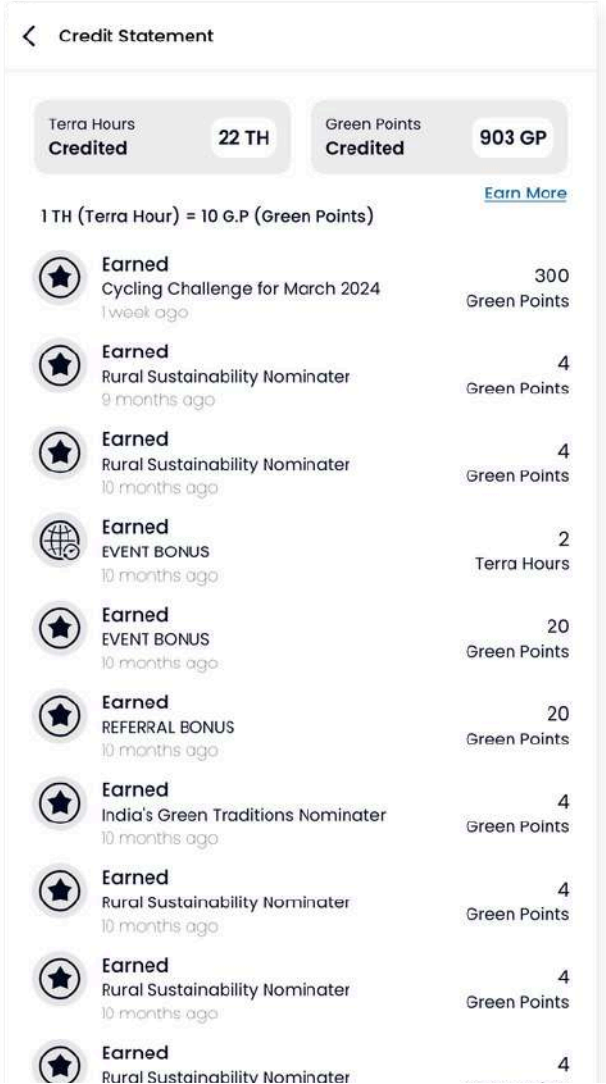 Credit Statement
Terra Hours
Credited
22 TH
Green Points
Credited
903 GP
Earn More
1 TH (Terra Hour) = 10 G.P (Green Points)
Earned
Cycling Challenge for March 2024
1 week ago
300
Green Points
Earned
Rural Sustainability Nominater
9 months ago
4
Green Points
Earned
Rural Sustainability Nominater
10 months ago
4
Green Points
Earned
EVENT BONUS
10 months ago
2
Terra Hours
Earned
EVENT BONUS
10 months ago
20
Green Points
Earned
REFERRAL BONUS
10 months ago
20
Green Points
Earned
India's Green Traditions Nominater
10 months ago
4
Green Points
Earned
Rural Sustainability Nominater
10 months ago
4
Green Points
Earned
Rural Sustainability Nominater
10 months ago
4
Green Points
Earned
Rural Sustainability Nominater
4